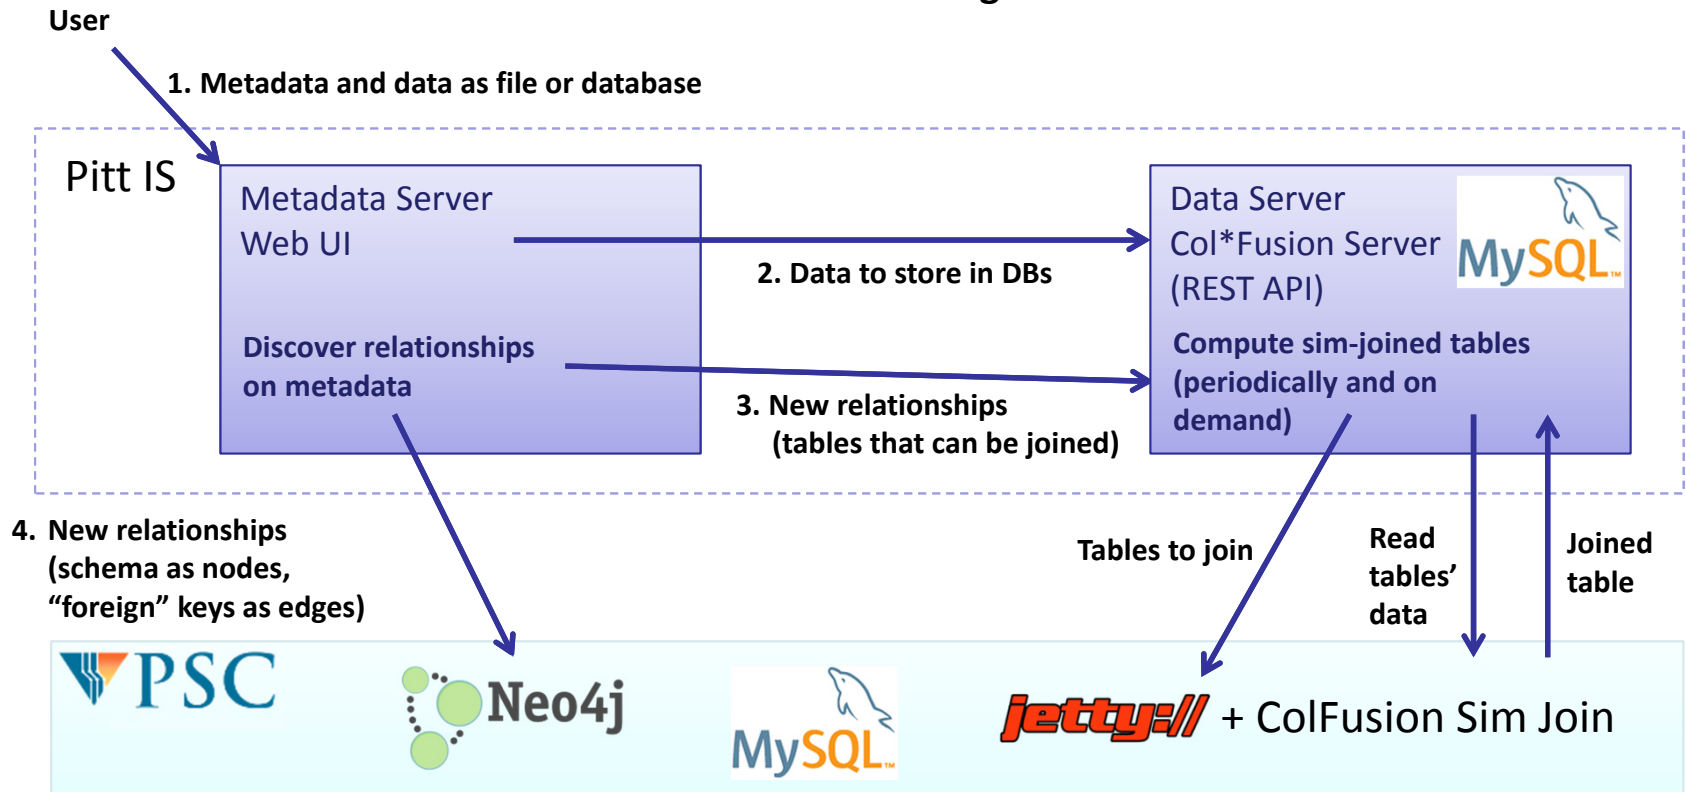 User
1. Metadata and data as file or database
Pitt IS
Metadata Server
Web UI
Discover relationships
on metadata
2. Data to store in DBs
3. New relationships
(tables that can be joined)
Data Server
Col*Fusion Server
(REST API)
MySQL™
Compute sim-joined tables
(periodically and on
demand)
4. New relationships
(schema as nodes,
“foreign” keys as edges)
Tables to join
Read
tables’
data
Joined
table
PSC
Neo4j
MySQL™
jetty:// + ColFusion Sim Join